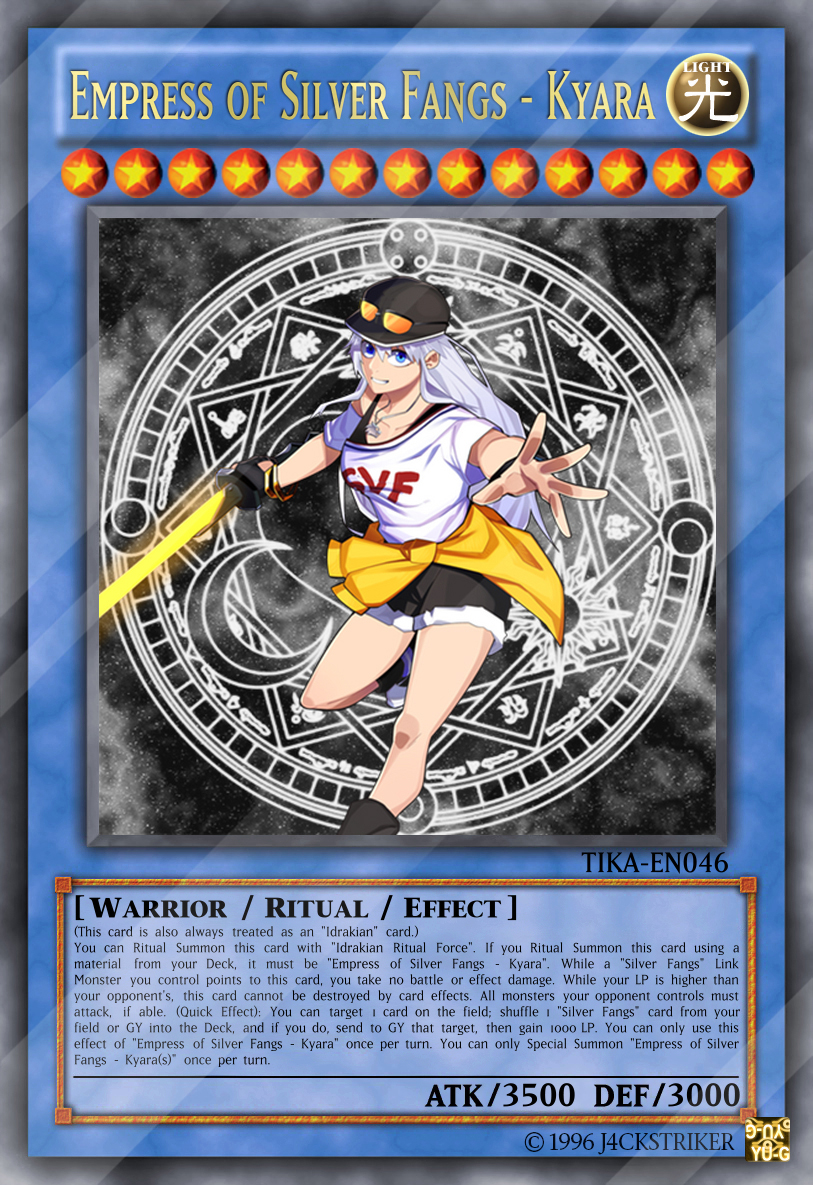 EMPRESS OF SILVER FANGS - KYARA
LIGHT
光
SVF
TIKA-EN046
[ WARRIOR / RITUAL / EFFECT ]
(This card is also always treated as an "Idrakian" card.)
You can Ritual Summon this card with "Idrakian Ritual Force". If you Ritual Summon this card using a
material from your Deck, it must be "Empress of Silver Fangs - Kyara". While a "Silver Fangs" Link
Monster you control points to this card, you take no battle or effect damage. While your LP is higher than
your opponent's, this card cannot be destroyed by card effects. All monsters your opponent controls must
attack, if able. (Quick Effect): You can target 1 card on the field; shuffle 1 "Silver Fangs" card from your
field or GY into the Deck, and if you do, send to GY that target, then gain 1000 LP. You can only use this
effect of "Empress of Silver Fangs - Kyara" once per turn. You can only Special Summon "Empress of Silver
Fangs - Kyara(s)" once per turn.
ATK/3500 DEF/3000
© 1996 J4CKSTRIKER